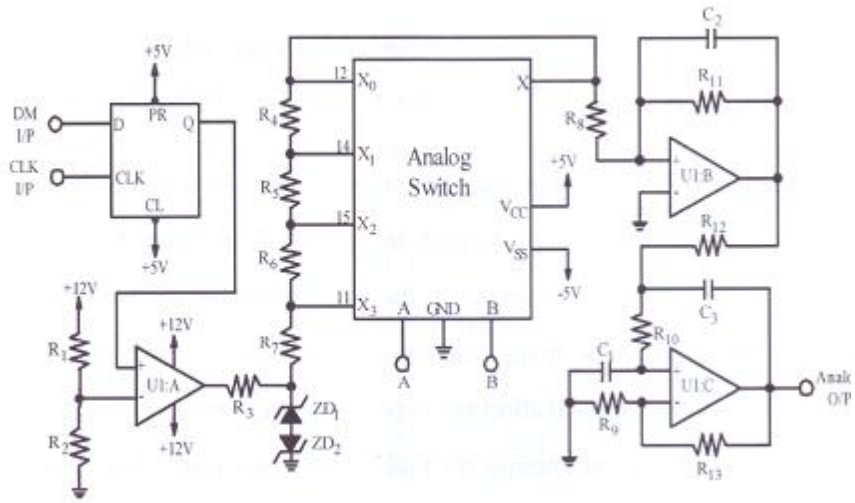 +5V
DM
I/P
D
PR
Q
CLK
I/P
CLK
CL
+5V
+12V
R1
R2
+12V
+
-
U1:A
+12V
R3
ZD1
ZD2
R4
R5
R6
R7
12
X0
14
X1
15
X2
11
X3
Analog
Switch
X
VCC
+5V
VSS
-5V
A
GND
B
A
B
R8
C2
R11
+
-
U1:B
R12
C3
R10
C1
+
-
U1:C
R9
R13
Analog
O/P